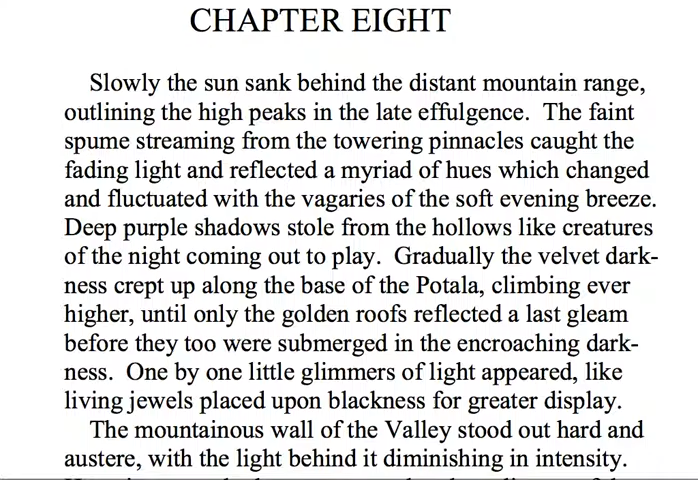 CHAPTER EIGHT
Slowly the sun sank behind the distant mountain range,
outlining the high peaks in the late effulgence.  The faint
spume streaming from the towering pinnacles caught the
fading light and reflected a myriad of hues which changed
and fluctuated with the vagaries of the soft evening breeze.
Deep purple shadows stole from the hollows like creatures
of the night coming out to play.  Gradually the velvet dark-
ness crept up along the base of the Potala, climbing ever
higher, until only the golden roofs reflected a last gleam
before they too were submerged in the encroaching dark-
ness.  One by one little glimmers of light appeared, like
living jewels placed upon blackness for greater display.
The mountainous wall of the Valley stood out hard and
austere, with the light behind it diminishing in intensity.